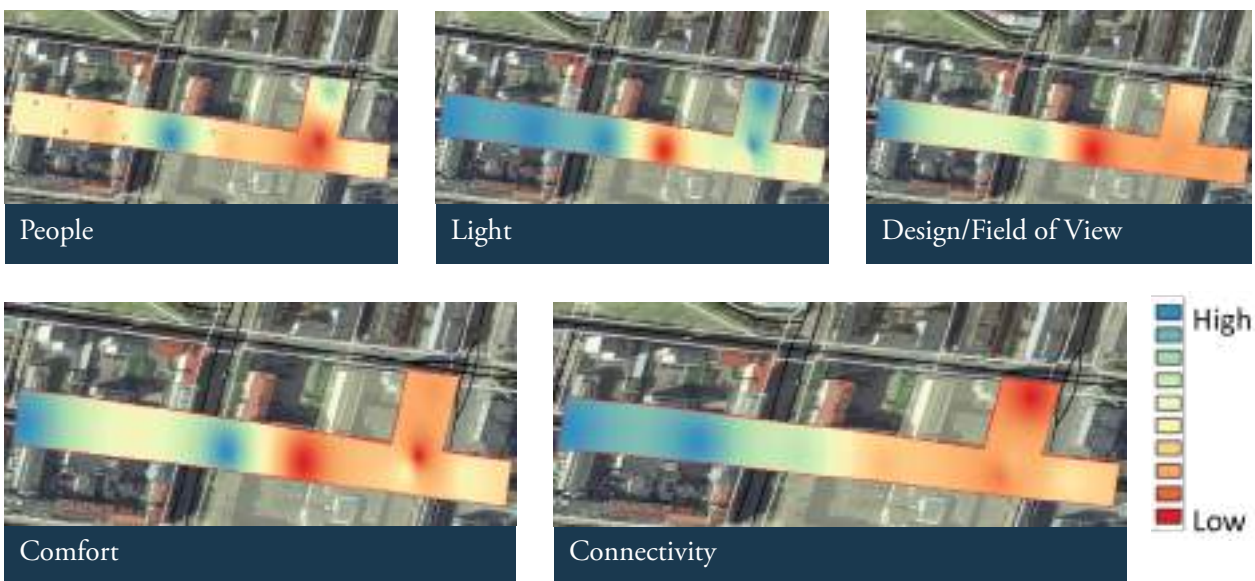 People
Light
Design/Field of View
Comfort
Connectivity
High
Low